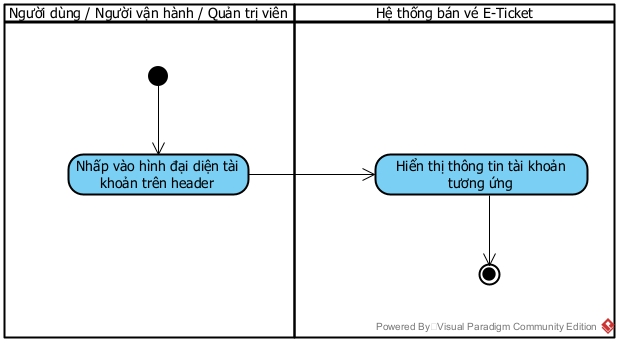 Người dùng / Người vận hành / Quản trị viên
Hệ thống bán vé E-Ticket
Nhấp vào hình đại diện tài
khoản trên header
Hiển thị thông tin tài khoản
tương ứng
Powered By Visual Paradigm Community Edition